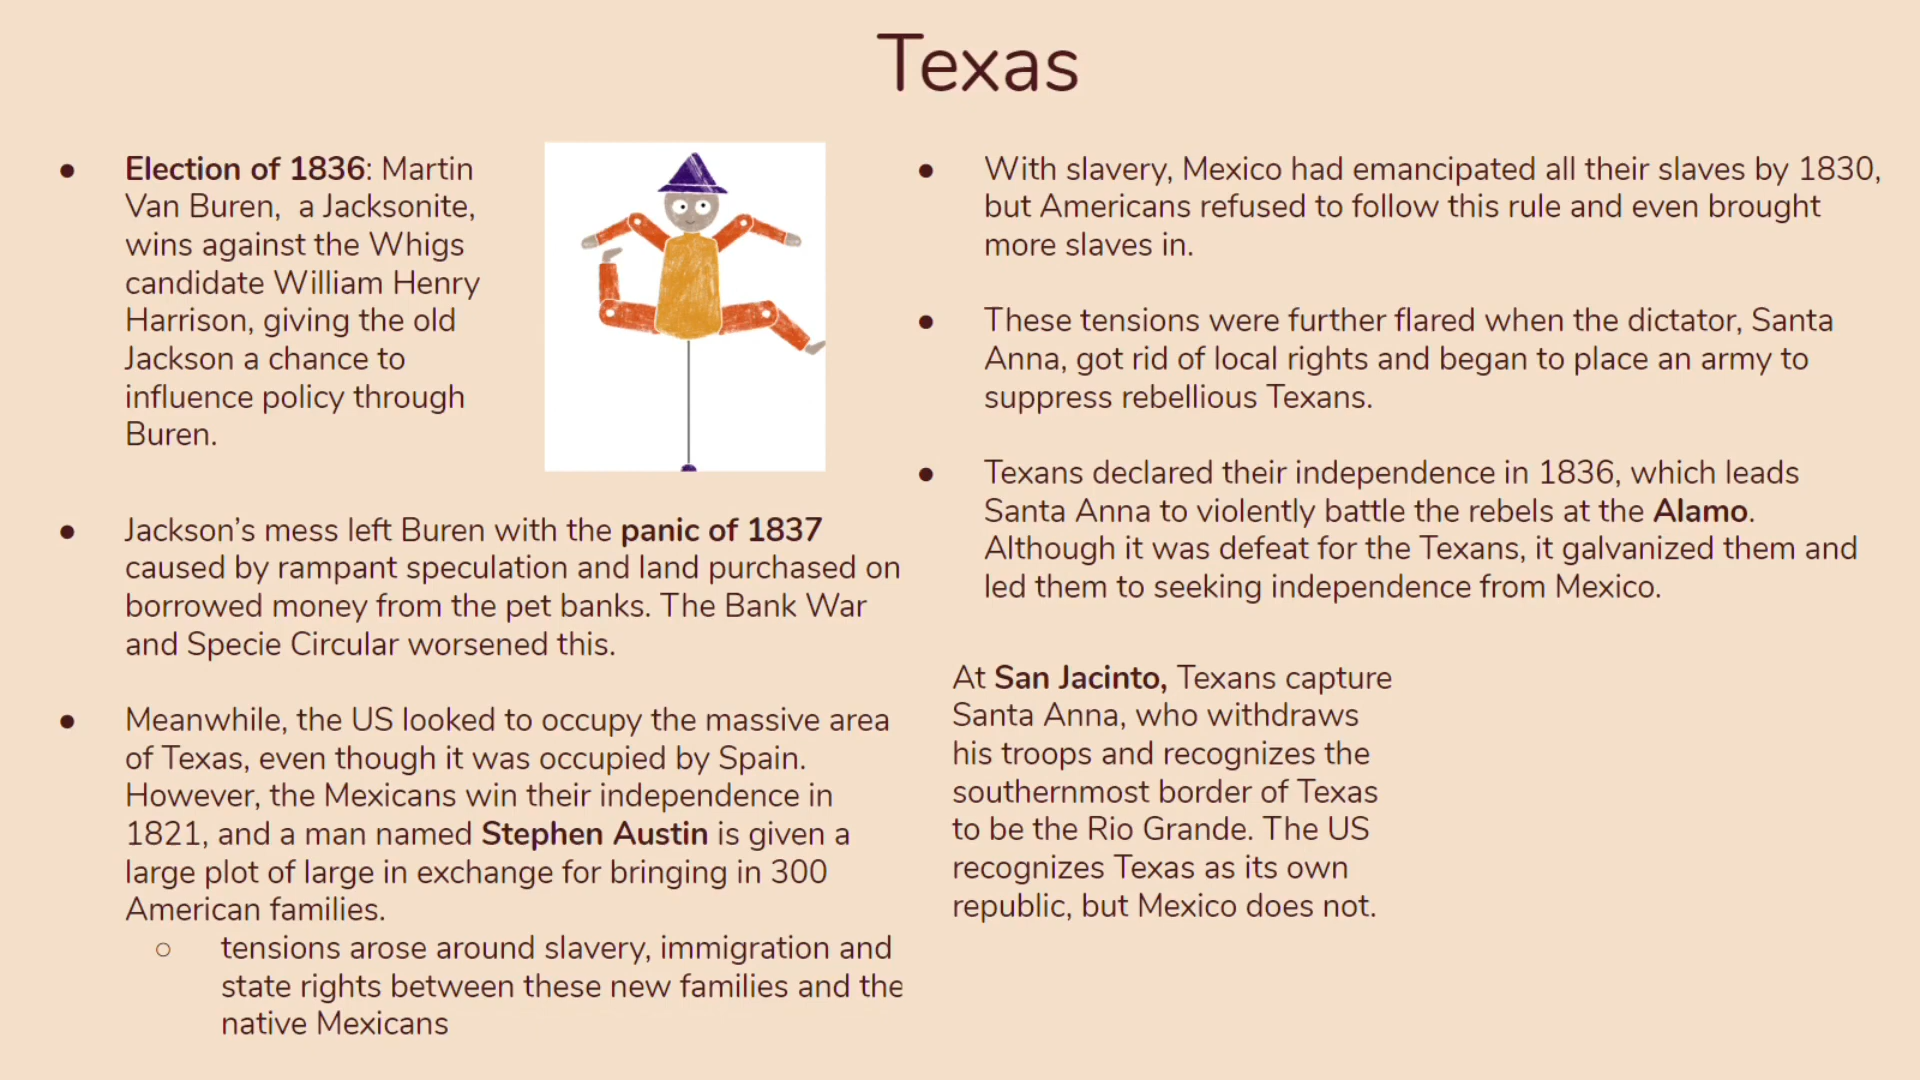 Texas
● Election of 1836: Martin
Van Buren,  a Jacksonite,
wins against the Whigs
candidate William Henry
Harrison, giving the old
Jackson a chance to
influence policy through
Buren.
● Jackson’s mess left Buren with the panic of 1837
caused by rampant speculation and land purchased on
borrowed money from the pet banks. The Bank War
and Specie Circular worsened this.
● Meanwhile, the US looked to occupy the massive area
of Texas, even though it was occupied by Spain.
However, the Mexicans win their independence in
1821, and a man named Stephen Austin is given a
large plot of large in exchange for bringing in 300
American families.
○ tensions arose around slavery, immigration and
state rights between these new families and the
native Mexicans
● With slavery, Mexico had emancipated all their slaves by 1830,
but Americans refused to follow this rule and even brought
more slaves in.
● These tensions were further flared when the dictator, Santa
Anna, got rid of local rights and began to place an army to
suppress rebellious Texans.
● Texans declared their independence in 1836, which leads
Santa Anna to violently battle the rebels at the Alamo.
Although it was defeat for the Texans, it galvanized them and
led them to seeking independence from Mexico.
At San Jacinto, Texans capture
Santa Anna, who withdraws
his troops and recognizes the
southernmost border of Texas
to be the Rio Grande. The US
recognizes Texas as its own
republic, but Mexico does not.